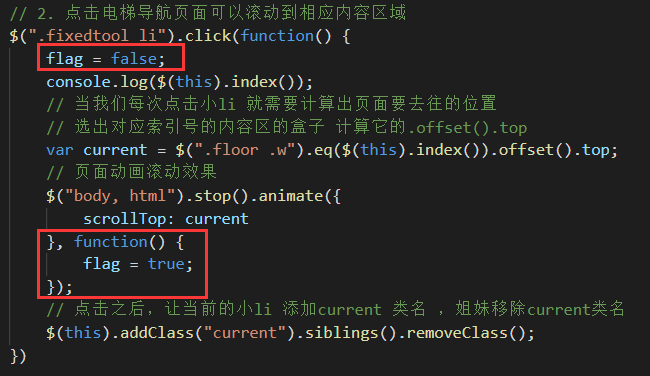 // 2. 点击电梯导航页面可以滚动到相应内容区域
$(".fixedtool li").click(function() {
    flag = false;
    console.log($(this).index());
    // 当我们每次点击小li 就需要计算出页面要去往的位置
    // 选出对应索引号的内容区的盒子 计算它的.offset().top
    var current = $(".floor .w").eq($(this).index()).offset().top;
    // 页面动画滚动效果
    $("body, html").stop().animate({
        scrollTop: current
    }, function() {
        flag = true;
    });
    // 点击之后，让当前的小li 添加current 类名 ，姐妹移除current类名
    $(this).addClass("current").siblings().removeClass();
})